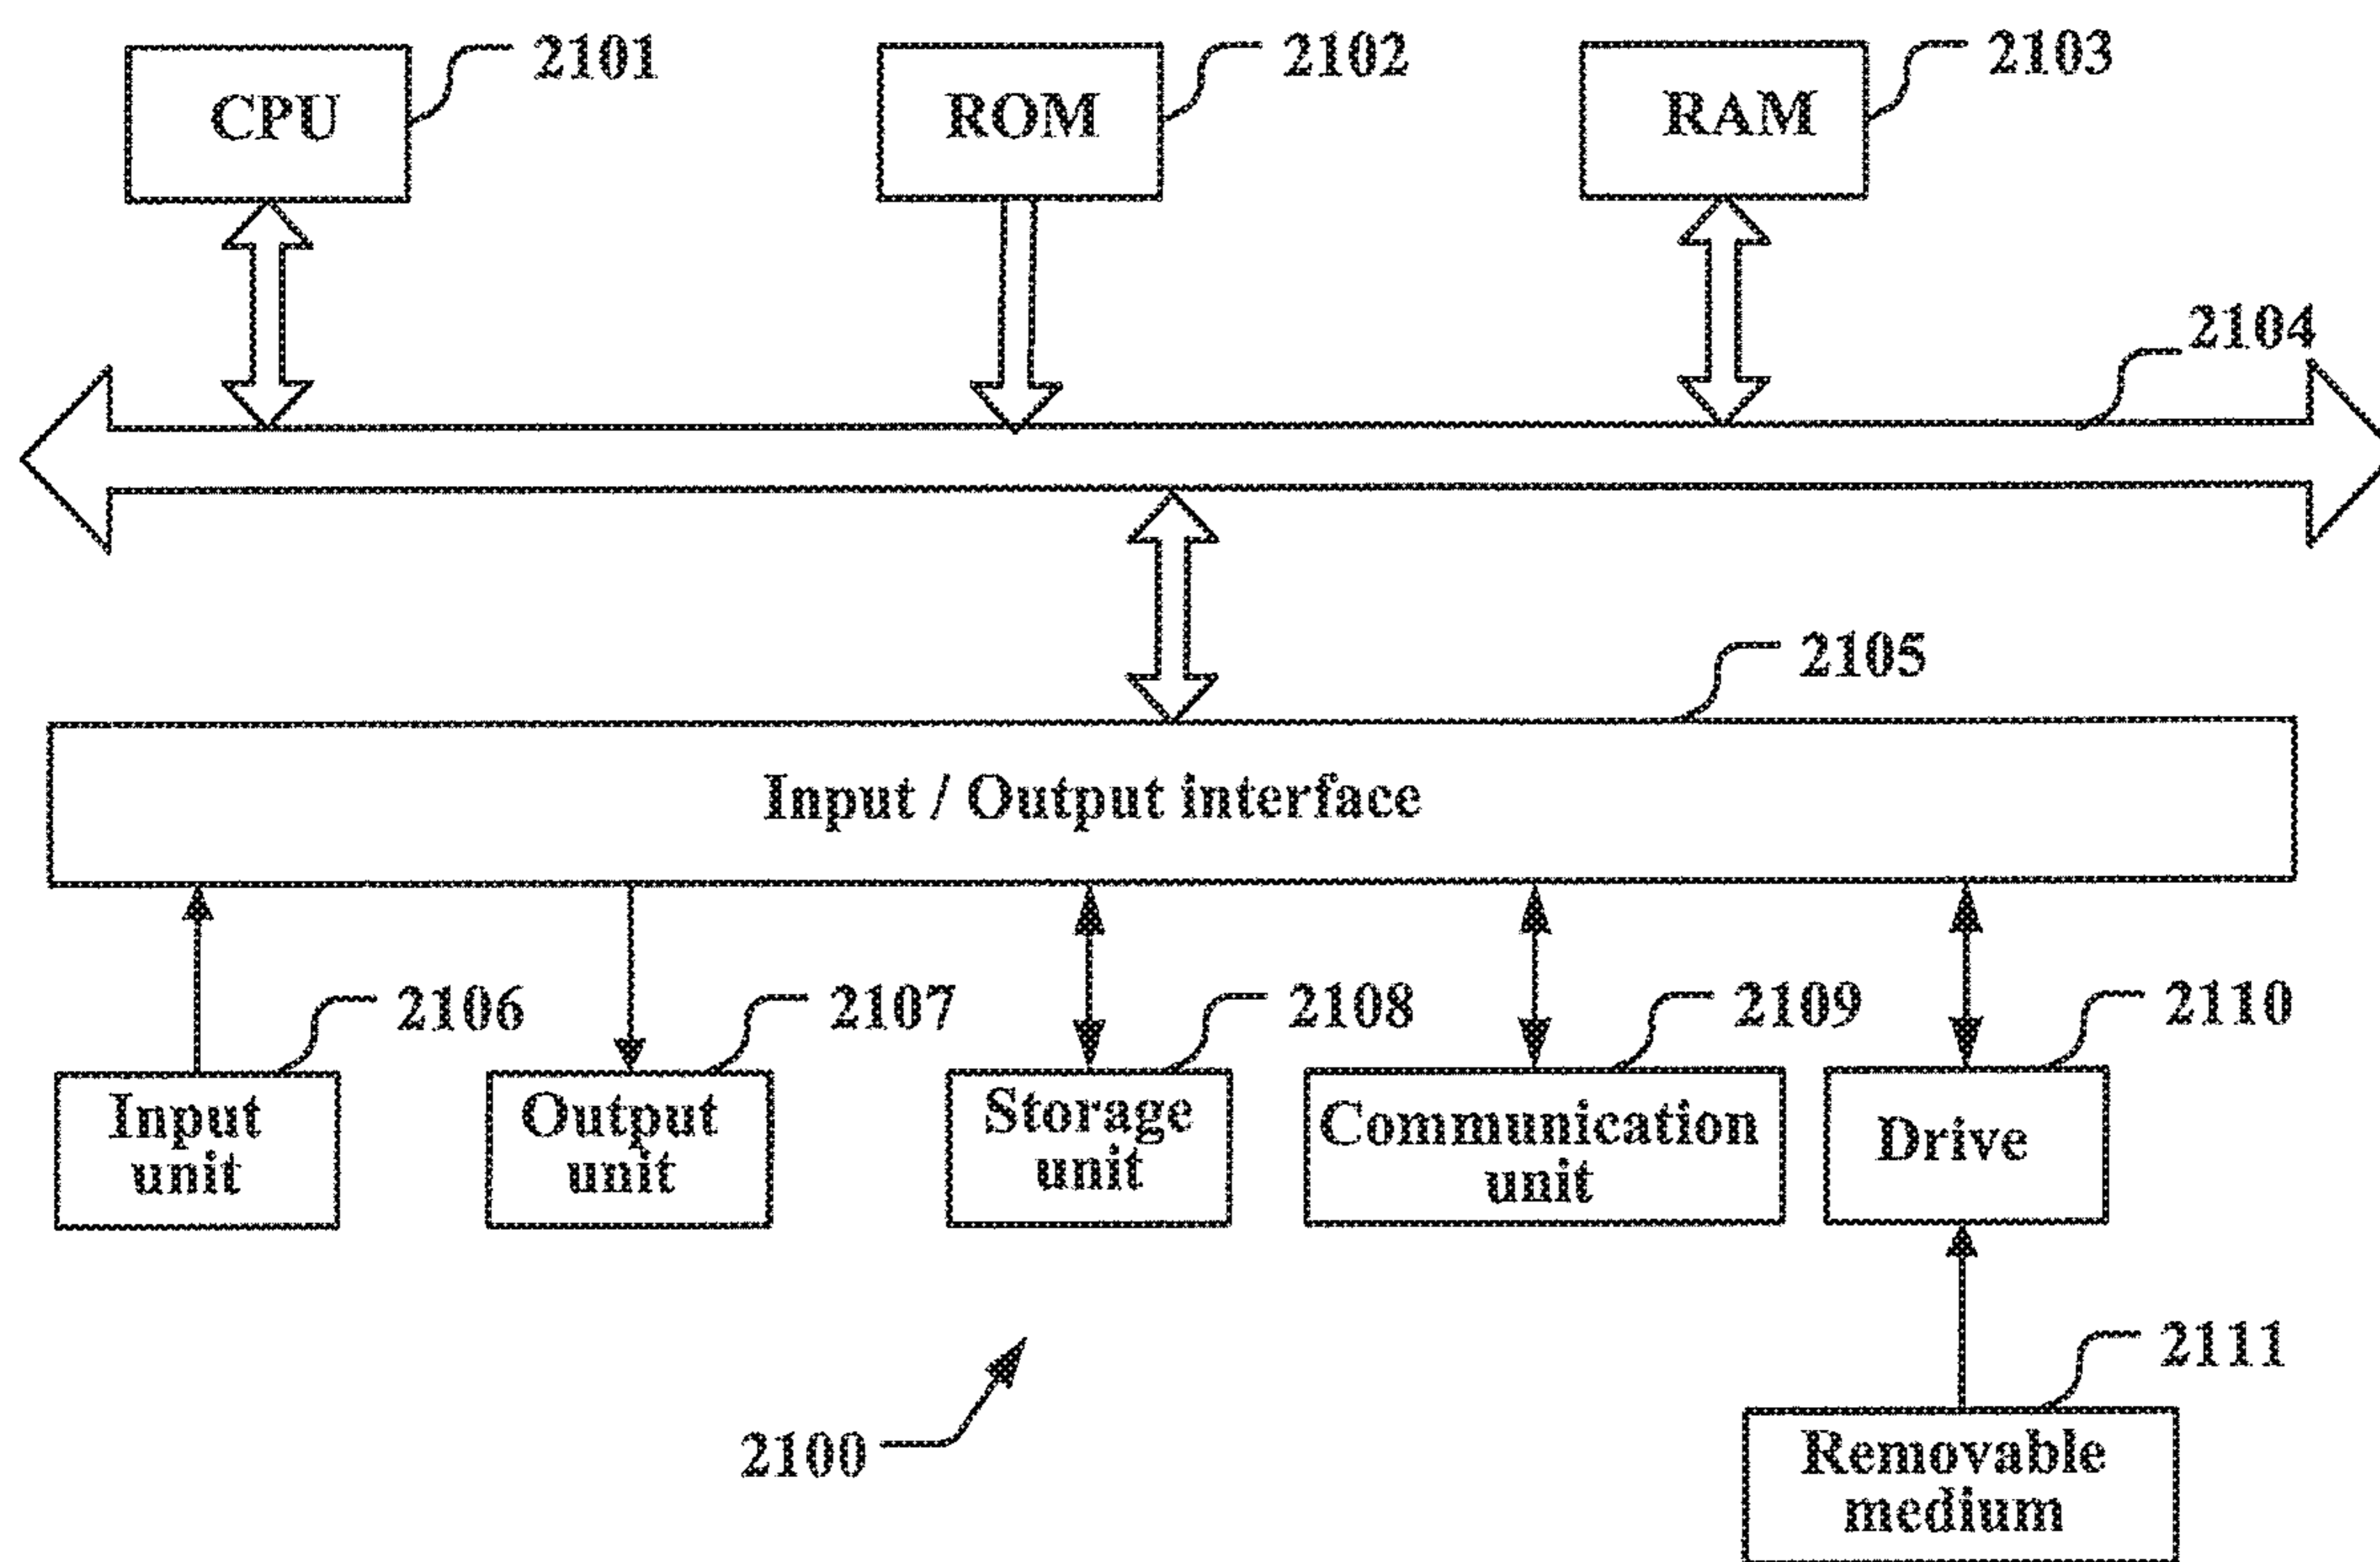 CPU
2101
ROM
2102
RAM
2103
2104
2105
Input / Output interface
2106
2107
2108
2109
2110
Input
unit
Output
unit
Storage
unit
Communication
unit
Drive
2111
2100
Removable
medium